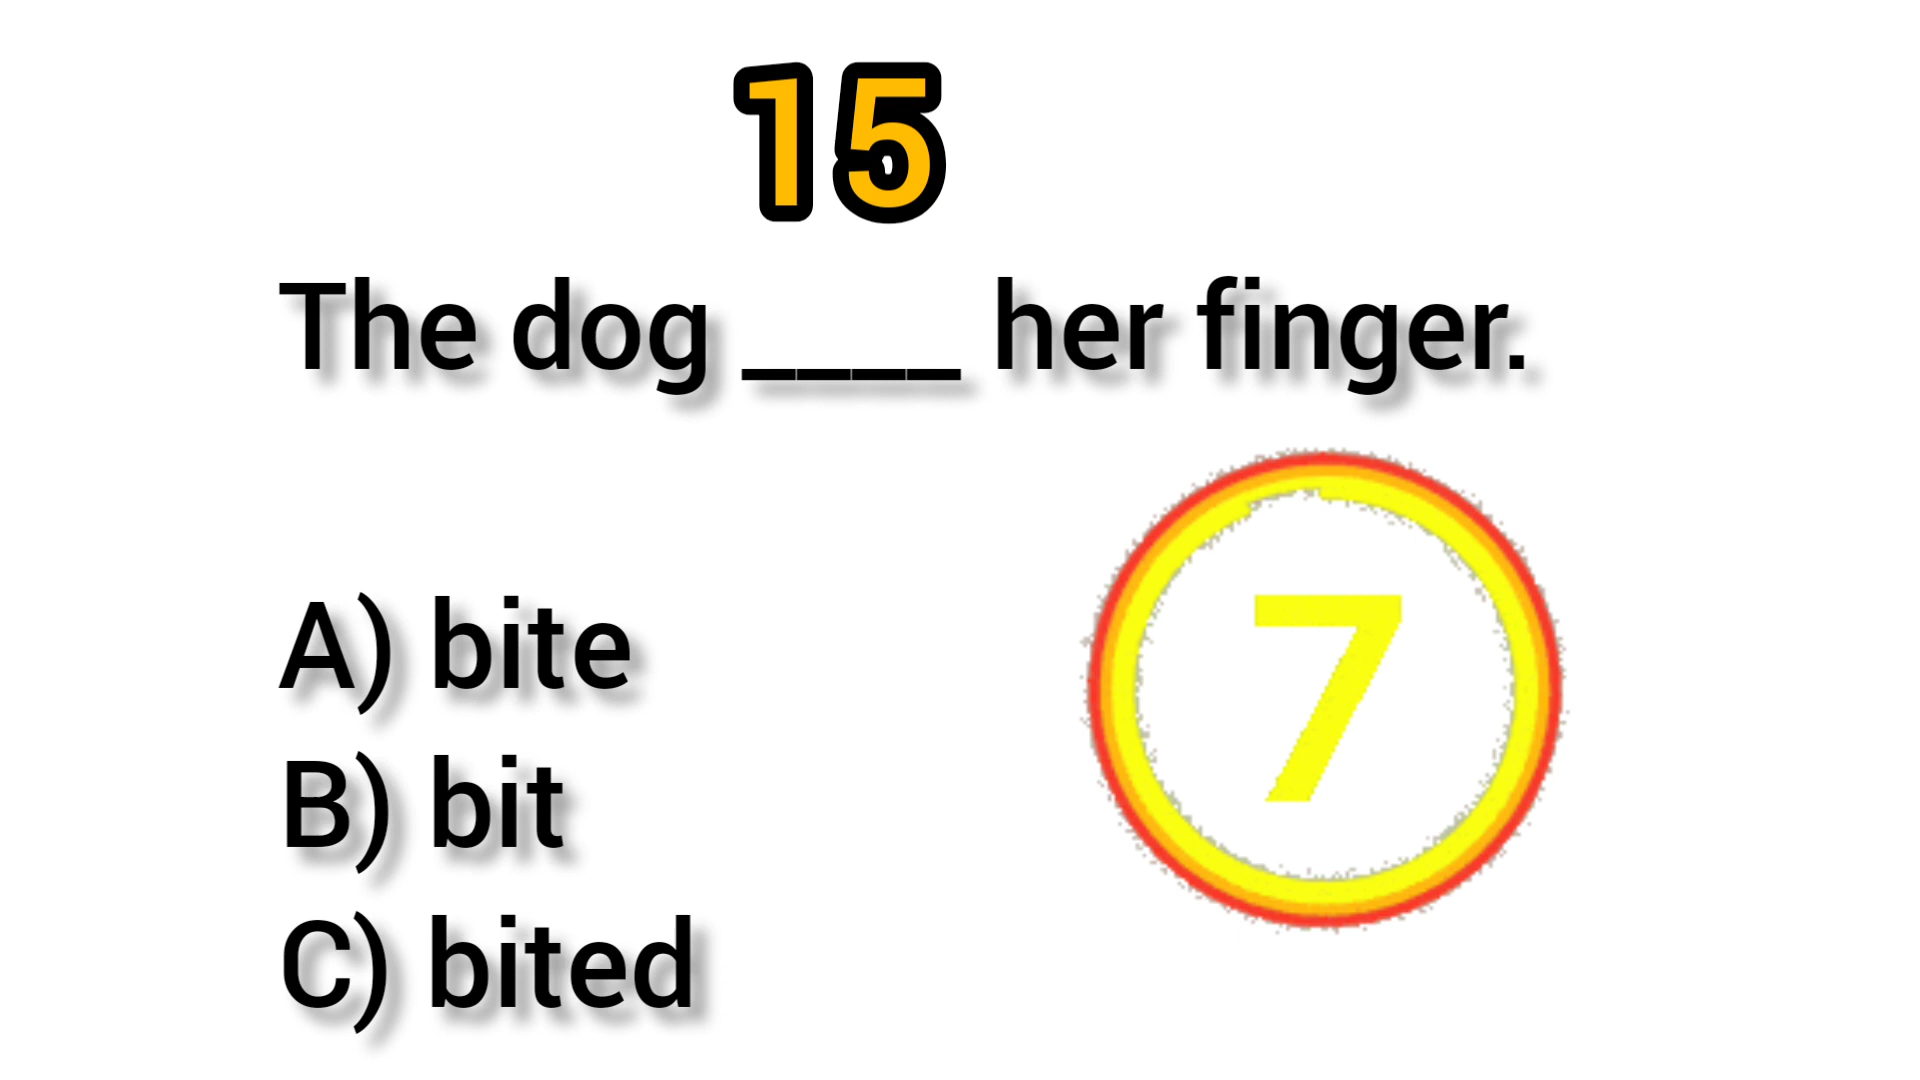 15
The dog ____ her finger.
7
A) bite
B) bit
C) bited